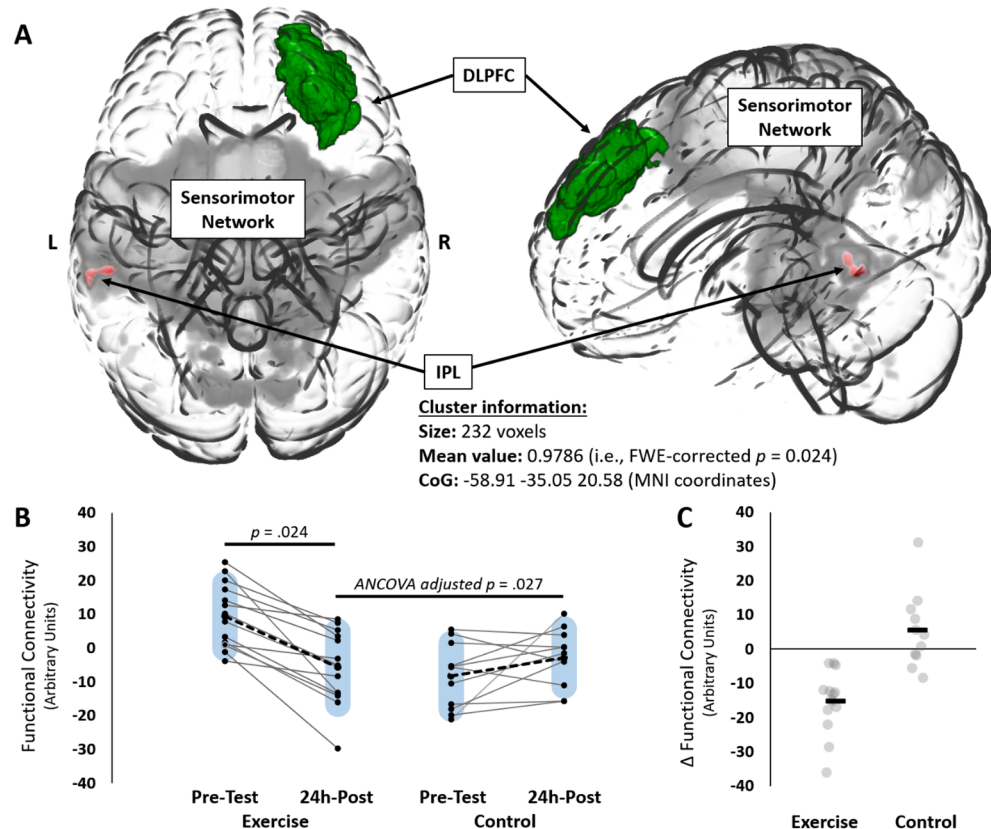 A
DLPFC
Sensorimotor
Network
Sensorimotor
Network
L
R
IPL
Cluster information:
Size: 232 voxels
Mean value: 0.9786 (i.e., FWE-corrected p = 0.024)
CoG: -58.91 -35.05 20.58 (MNI coordinates)
B
Functional Connectivity
(Arbitrary Units)
40
30
20
10
0
-10
-20
-30
-40
p = .024
ANCOVA adjusted p = .027
Pre-Test
24h-Post
Pre-Test
24h-Post
Exercise
Control
C
Δ Functional Connectivity
(Arbitrary Units)
40
30
20
10
0
-10
-20
-30
-40
Exercise
Control